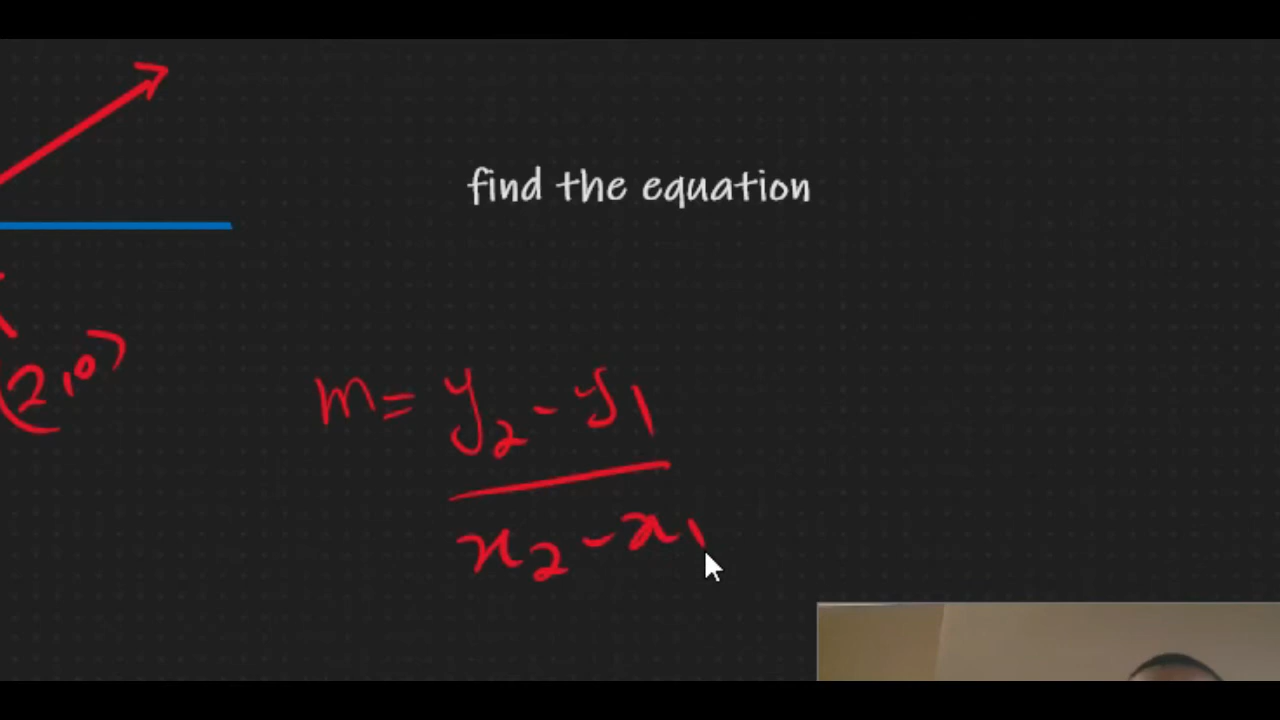 find the equation
(2,0)
m = y₂ - y₁
x₂ - x₁